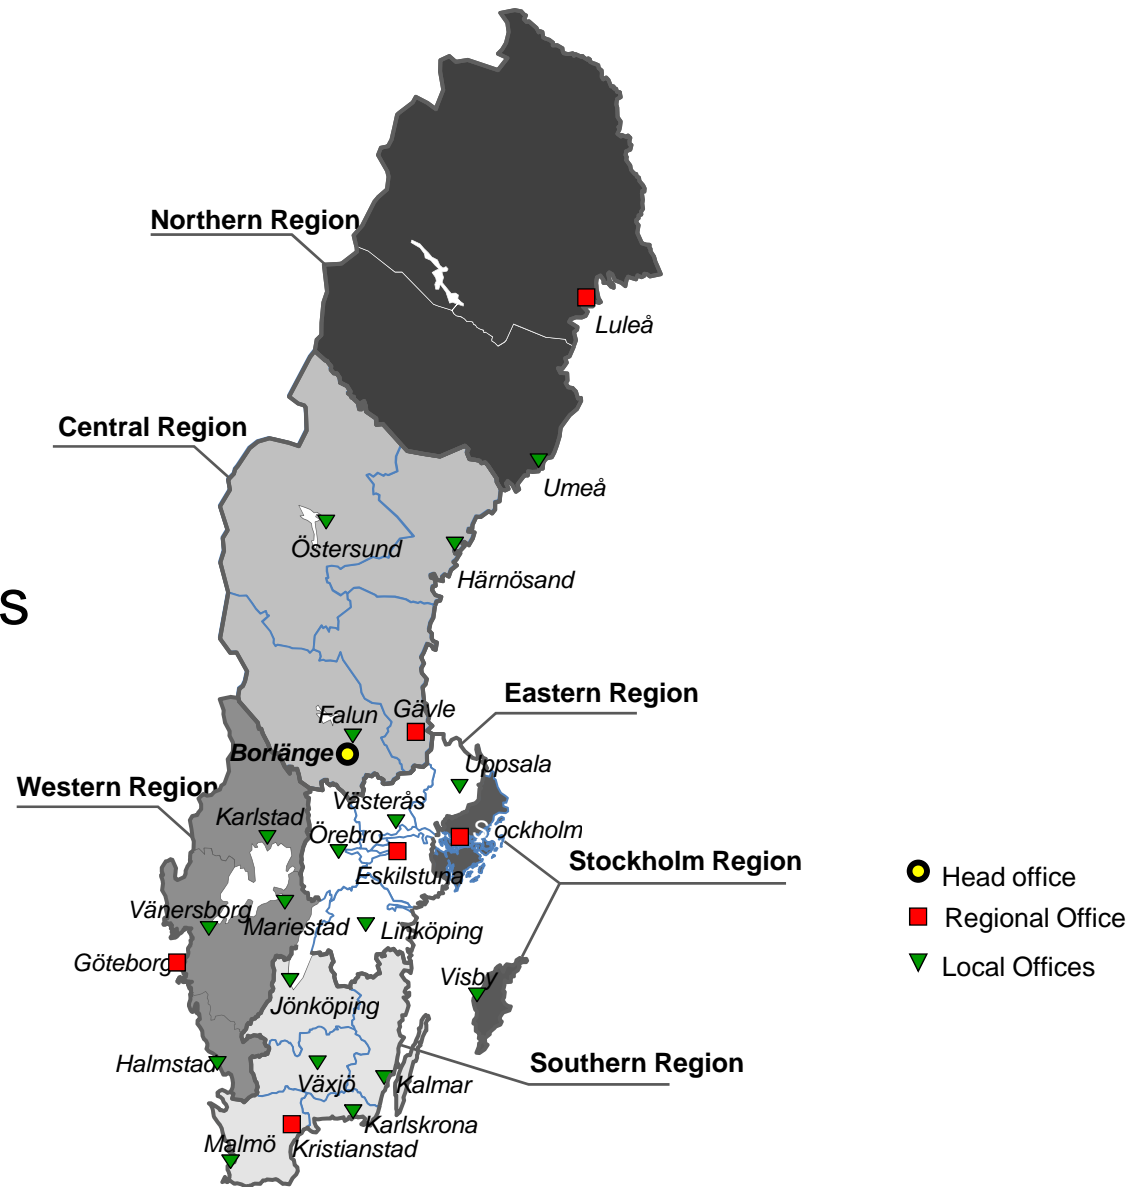 Northern Region
Luleå
Central Region
Umeå
Östersund
Härnösand
s
Eastern Region
Falun
Gävle
Borlänge
Uppsala
Western Region
Västerås
Karlstad
Örebro
ockholm
Stockholm Region
Eskilstuna
Head office
Vänersborg
Mariestad
Linköping
Regional Office
Göteborg
Visby
Local Offices
Jönköping
Halmstad
Southern Region
Växjö
Kalmar
Karlskrona
Malmö
Kristianstad